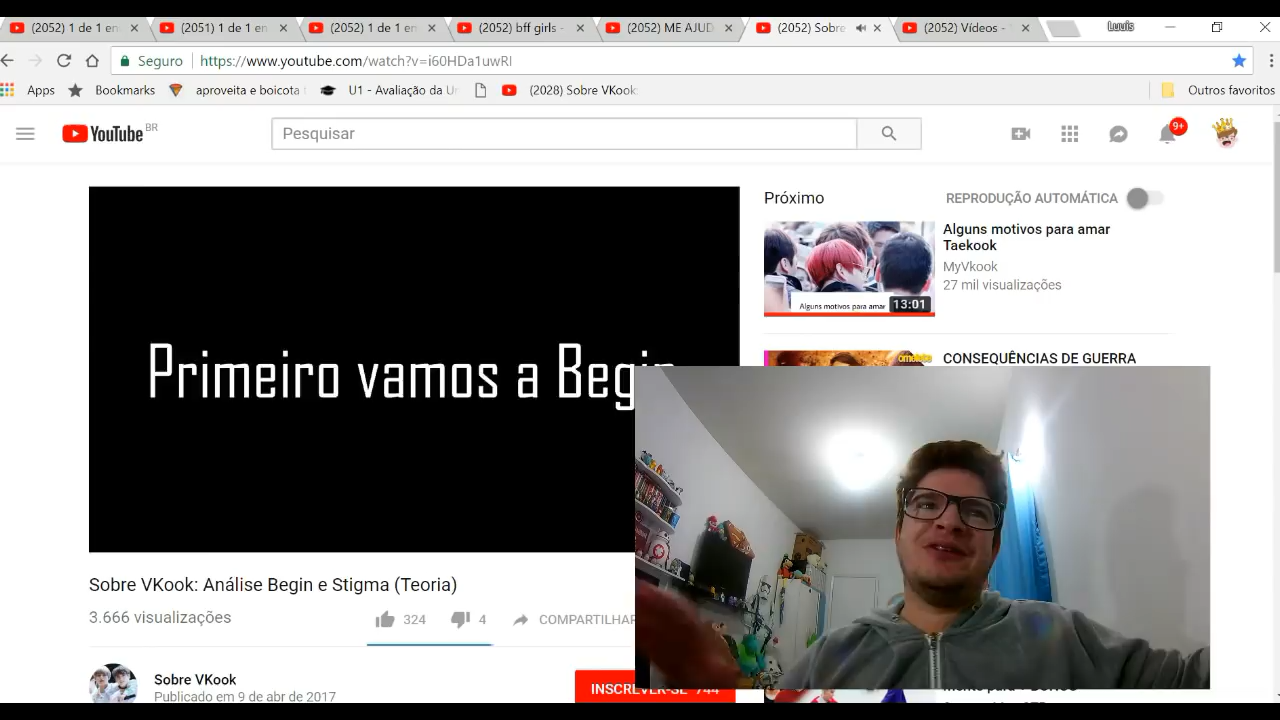 (2052) 1 de 1 en
(2051) 1 de 1 en
(2052) 1 de 1 en
(2052) bff girls -
(2052) ME AJUD
(2052) Sobre
(2052) Vídeos -
Luuis
Seguro
https://www.youtube.com/watch?v=i60HDa1uwRI
Apps
Bookmarks
aproveita e boicota
U1 - Avaliação da Un
(2028) Sobre VKook:
Outros favoritos
YouTube BR
Pesquisar
9+
Primeiro vamos a Begin
Próximo
REPRODUÇÃO AUTOMÁTICA
Alguns motivos para amar
13:01
Alguns motivos para amar
Taekook
MyVkook
27 mil visualizações
omelete
CONSEQUÊNCIAS DE GUERRA
Sobre VKook: Análise Begin e Stigma (Teoria)
3.666 visualizações
324
4
COMPARTILHAR
Sobre VKook
Publicado em 9 de abr de 2017
INSCREVER-SE 744